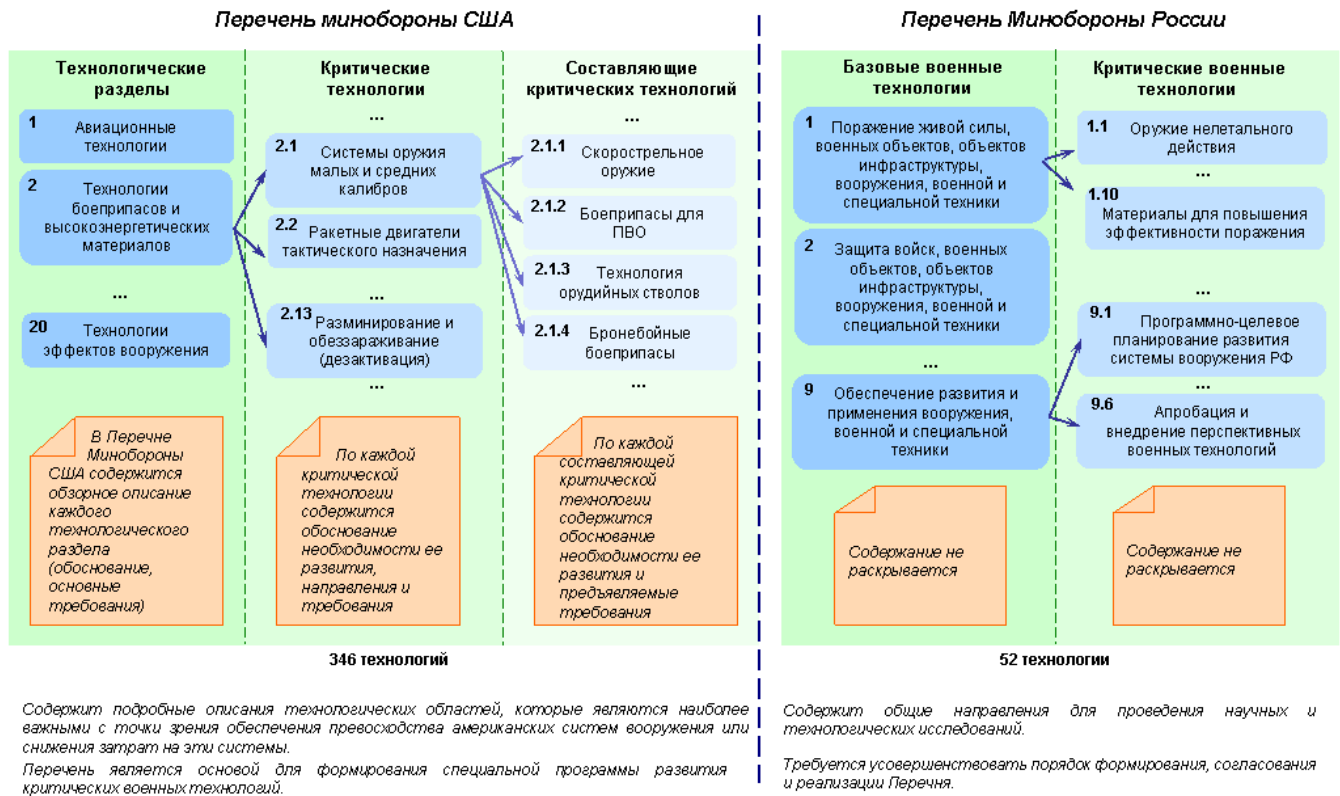 Перечень минобороны США
Технологические
разделы
1
Авиационные
технологии
2
Технологии
боеприпасов и
высокоэнергетических
материалов
...
20
Технологии
эффектов вооружения
В Перечне
Минобороны
США содержится
обзорное описание
каждого
технологического
раздела
(обоснование,
основные
требования)
Критические
технологии
...
2.1
Системы оружия
малых и средних
калибров
2.2
Ракетные двигатели
тактического назначения
...
2.13
Разминирование и
обеззараживание
(дезактивация)
...
По каждой
критической
технологии
содержится
обоснование
необходимости ее
развития,
направления и
требования
Составляющие
критических технологий
...
2.1.1
Скорострельное
оружие
2.1.2
Боеприпасы для
ПВО
2.1.3
Технология
орудийных стволов
2.1.4
Бронебойные
боеприпасы
...
По каждой
составляющей
критической
технологии
содержится
обоснование
необходимости ее
развития и
предъявляемые
требования
346 технологий
Содержит подробные описания технологических областей, которые являются наиболее
важными с точки зрения обеспечения превосходства американских систем вооружения или
снижения затрат на эти системы.
Перечень является основой для формирования специальной программы развития
критических военных технологий.
Перечень Минобороны России
Базовые военные
технологии
1
Поражение живой силы,
военных объектов, объектов
инфраструктуры,
вооружения, военной и
специальной техники
2
Защита войск, военных
объектов, объектов
инфраструктуры,
вооружения, военной и
специальной техники
...
9
Обеспечение развития и
применения вооружения,
военной и специальной
техники
Содержание не
раскрывается
Критические военные
технологии
1.1
Оружие нелетального
действия
...
1.10
Материалы для повышения
эффективности поражения
...
9.1
Программно-целевое
планирование развития
системы вооружения РФ
...
9.6
Апробация и
внедрение перспективных
военных технологий
Содержание не
раскрывается
52 технологии
Содержит общие направления для проведения научных и
технологических исследований.
Требуется усовершенствовать порядок формирования, согласования
и реализации Перечня.